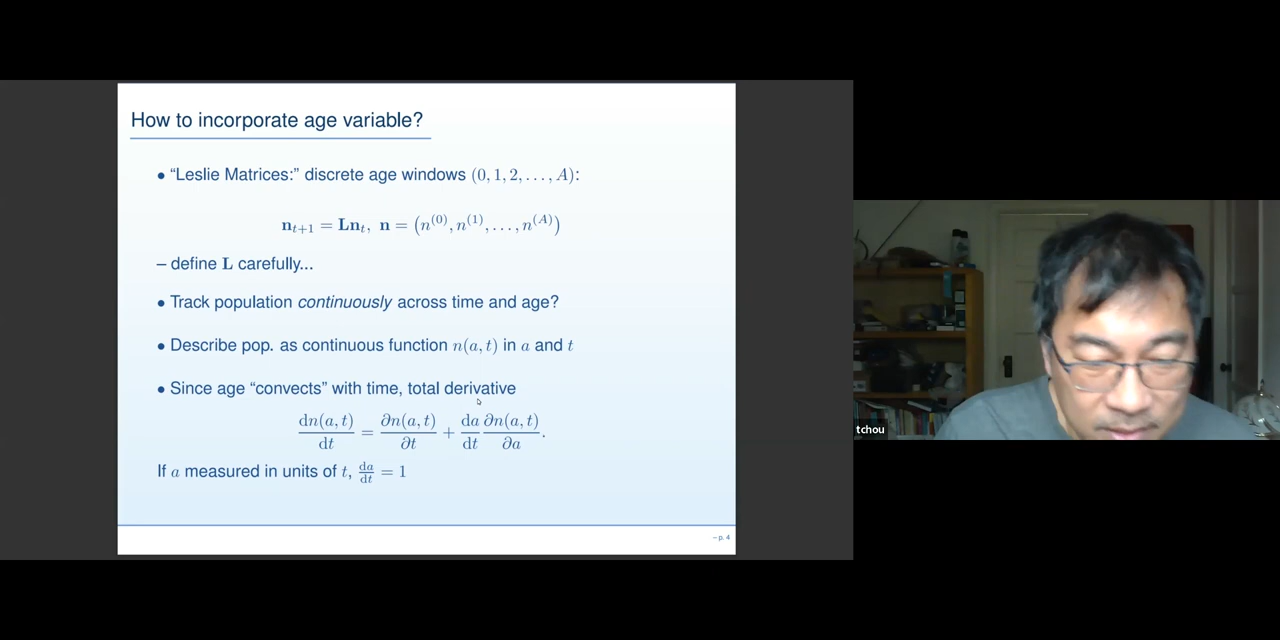 How to incorporate age variable?
• “Leslie Matrices:” discrete age windows (0, 1, 2, . . . , A):
n_{t+1} = Ln_t, n = (n^{(0)}, n^{(1)}, . . . , n^{(A)})
– define L carefully...
• Track population continuously across time and age?
• Describe pop. as continuous function n(a, t) in a and t
• Since age “convects” with time, total derivative
dn(a, t)/dt = ∂n(a, t)/∂t + da/dt ∂n(a, t)/∂a.
If a measured in units of t, da/dt = 1
– p. 4
tchou